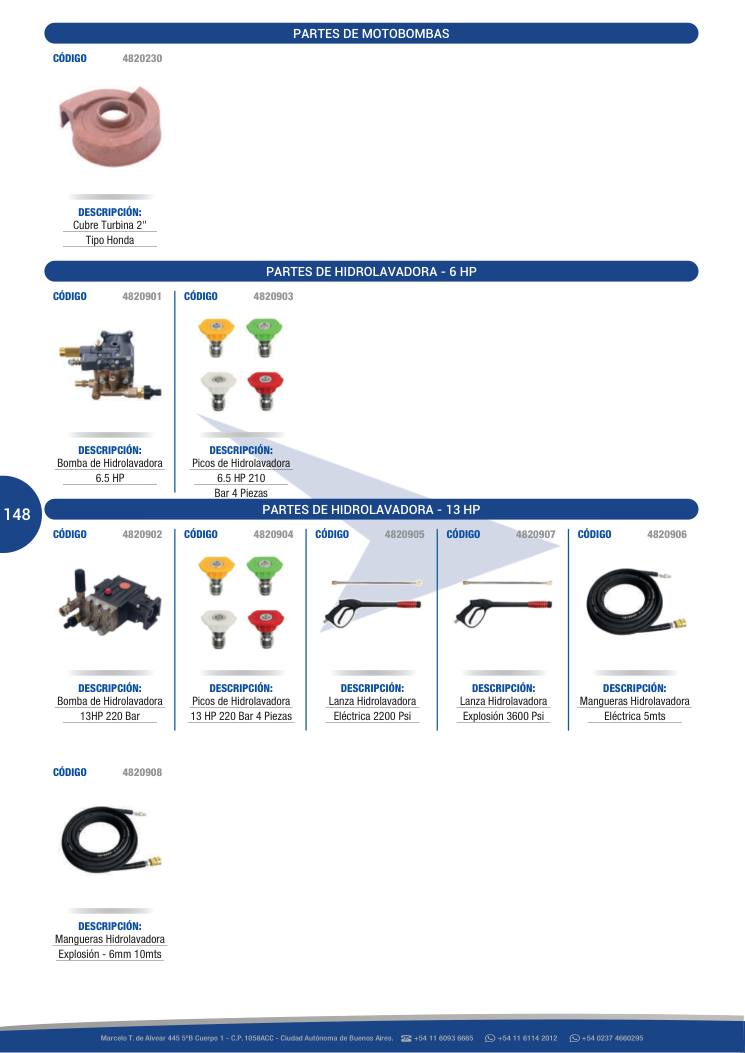 PARTES DE MOTOBOMBAS
CÓDIGO 4820230
DESCRIPCIÓN:
Cubre Turbina 2"
Tipo Honda
PARTES DE HIDROLAVADORA - 6 HP
CÓDIGO 4820901
DESCRIPCIÓN:
Bomba de Hidrolavadora
6.5 HP
CÓDIGO 4820903
DESCRIPCIÓN:
Picos de Hidrolavadora
6.5 HP 210
Bar 4 Piezas
148
PARTES DE HIDROLAVADORA - 13 HP
CÓDIGO 4820902
DESCRIPCIÓN:
Bomba de Hidrolavadora
13HP 220 Bar
CÓDIGO 4820904
DESCRIPCIÓN:
Picos de Hidrolavadora
13 HP 220 Bar 4 Piezas
CÓDIGO 4820905
DESCRIPCIÓN:
Lanza Hidrolavadora
Eléctrica 2200 Psi
CÓDIGO 4820907
DESCRIPCIÓN:
Lanza Hidrolavadora
Explosión 3600 Psi
CÓDIGO 4820906
DESCRIPCIÓN:
Mangueras Hidrolavadora
Eléctrica 5mts
CÓDIGO 4820908
DESCRIPCIÓN:
Mangueras Hidrolavadora
Explosión - 6mm 10mts
Marcelo T. de Alvear 445 5ºB Cuerpo 1 - C.P. 1058ACC - Ciudad Autónoma de Buenos Aires. +54 11 6093 6665 +54 11 6114 2012 +54 0237 4660295